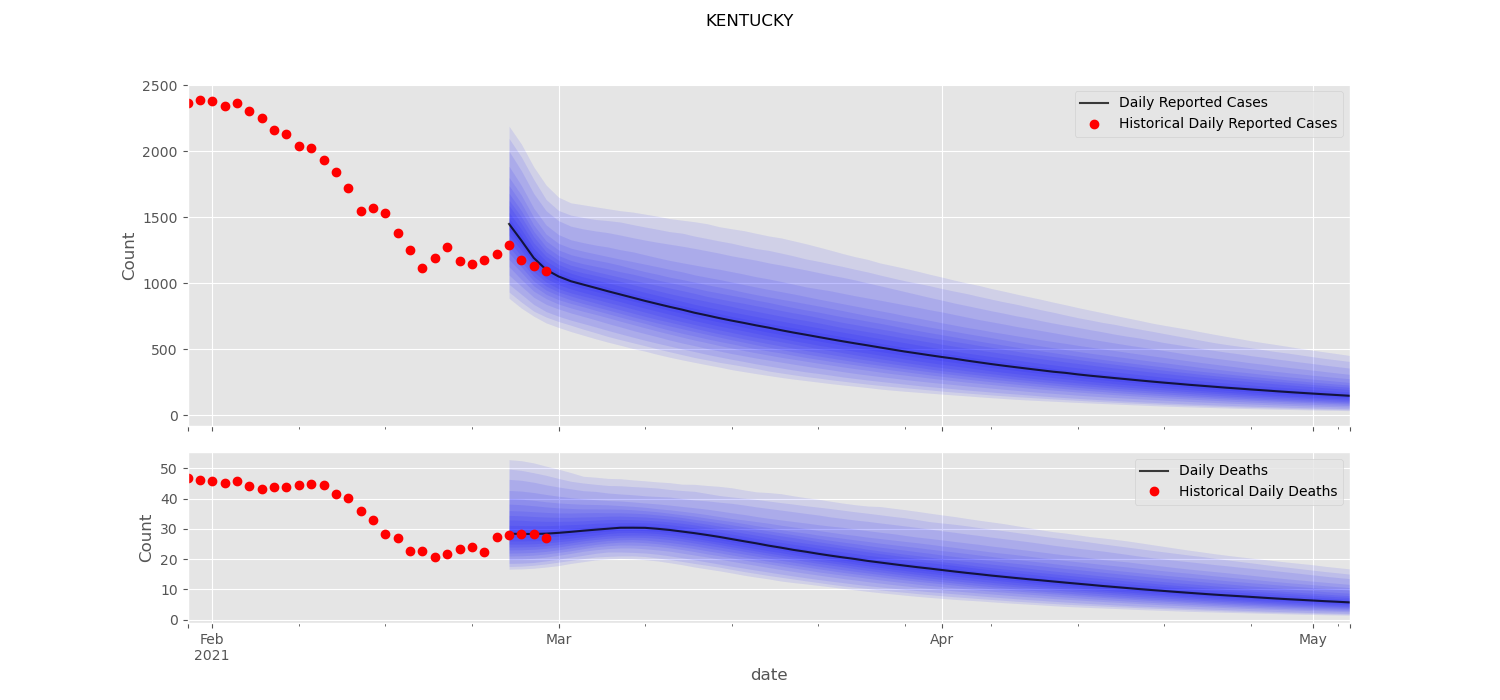 KENTUCKY
2500
2000
1500
1000
500
0
Count
Daily Reported Cases
Historical Daily Reported Cases
50
40
30
20
10
0
Count
Daily Deaths
Historical Daily Deaths
Feb Mar Apr May
2021
date